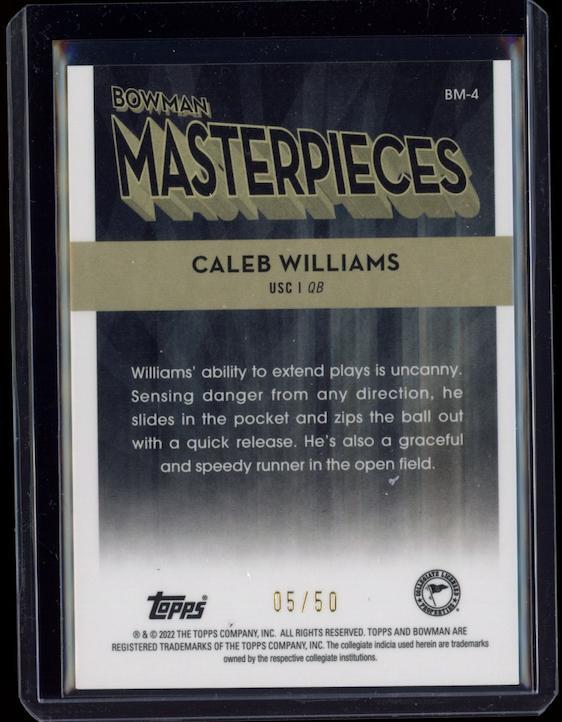 BM-4
BOWMAN
MASTERPIECES
CALEB WILLIAMS
USC | QB
Williams' ability to extend plays is uncanny.
Sensing danger from any direction, he
slides in the pocket and zips the ball out
with a quick release. He's also a graceful
and speedy runner in the open field.
topps®
05/50
COLLEGIATE LICENSED PROPERTIES
® & © 2022 THE TOPPS COMPANY, INC. ALL RIGHTS RESERVED. TOPPS AND BOWMAN ARE
REGISTERED TRADEMARKS OF THE TOPPS COMPANY, INC. The collegiate indicia used herein are trademarks
owned by the respective collegiate institutions.